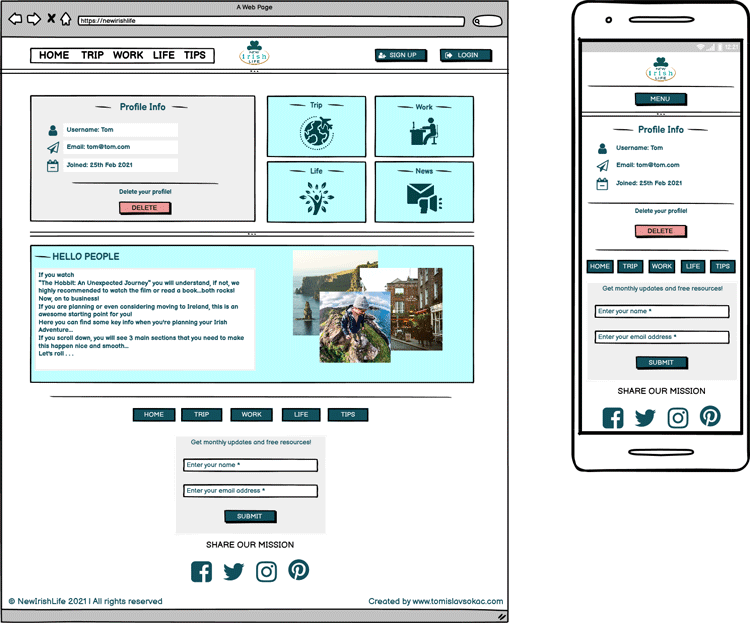 A Web Page
https://newirishlife
HOME TRIP WORK LIFE TIPS
NEW
irish
LIFE
SIGN UP
LOGIN
Profile Info
Username: Tom
Email: tom@tom.com
Joined: 25th Feb 2021
Delete your profile!
DELETE
Trip
Work
Life
News
HELLO PEOPLE
If you watch
"The Hobbit: An Unexpected Journey" you will understand, if not, we
highly recommended to watch the film or read a book...both rocks!
Now, on to business!
If you are planning or even considering moving to Ireland, this is an
awesome starting point for you!
Here you can find some key info when you're planning your Irish
Adventure...
If you scroll down, you will see 3 main sections that you need to make
this happen nice and smooth...
Let's roll . . .
HOME TRIP WORK LIFE TIPS
Get monthly updates and free resources!
Enter your name *
Enter your email address *
SUBMIT
SHARE OUR MISSION
© NewIrishLife 2021 | All rights reserved
Created by www.tomislavsokac.com
12:21
NEW
irish
LIFE
MENU
Profile Info
Username: Tom
Email: tom@tom.com
Joined: 25th Feb 2021
Delete your profile!
DELETE
HOME TRIP WORK LIFE TIPS
Get monthly updates and free resources!
Enter your name *
Enter your email address *
SUBMIT
SHARE OUR MISSION